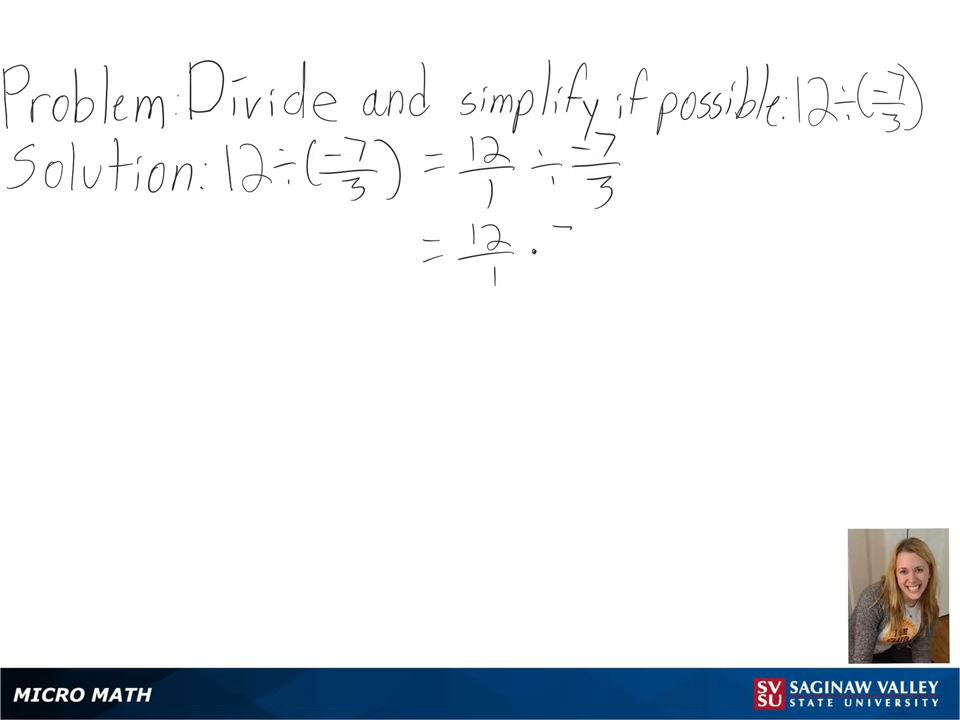 Problem: Divide and simplify if possible: 12 ÷ (-7/3)
Solution: 12 ÷ (-7/3) = 12/1 ÷ -7/3
= 12/1 · -
MICRO MATH
SVSU SAGINAW VALLEY STATE UNIVERSITY